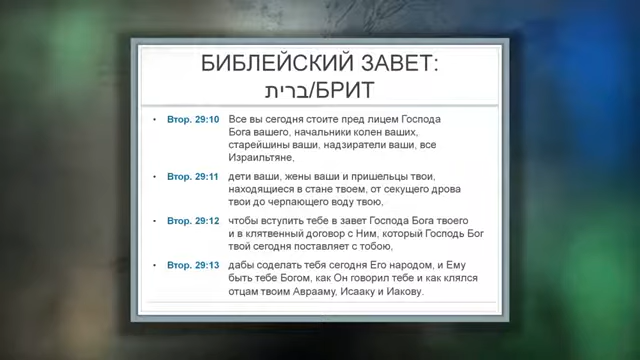 БИБЛЕЙСКИЙ ЗАВЕТ:
ברית/БРИТ
• Втор. 29:10 Все вы сегодня стоите пред лицем Господа
Бога вашего, начальники колен ваших,
старейшины ваши, надзиратели ваши, все
Израильтяне,
• Втор. 29:11 дети ваши, жены ваши и пришельцы твои,
находящиеся в стане твоем, от секущего дрова
твои до черпающего воду твою,
• Втор. 29:12 чтобы вступить тебе в завет Господа Бога твоего
и в клятвенный договор с Ним, который Господь Бог
твой сегодня поставляет с тобою,
• Втор. 29:13 дабы соделать тебя сегодня Его народом, и Ему
быть тебе Богом, как Он говорил тебе и как клялся
отцам твоим Аврааму, Исааку и Иакову.